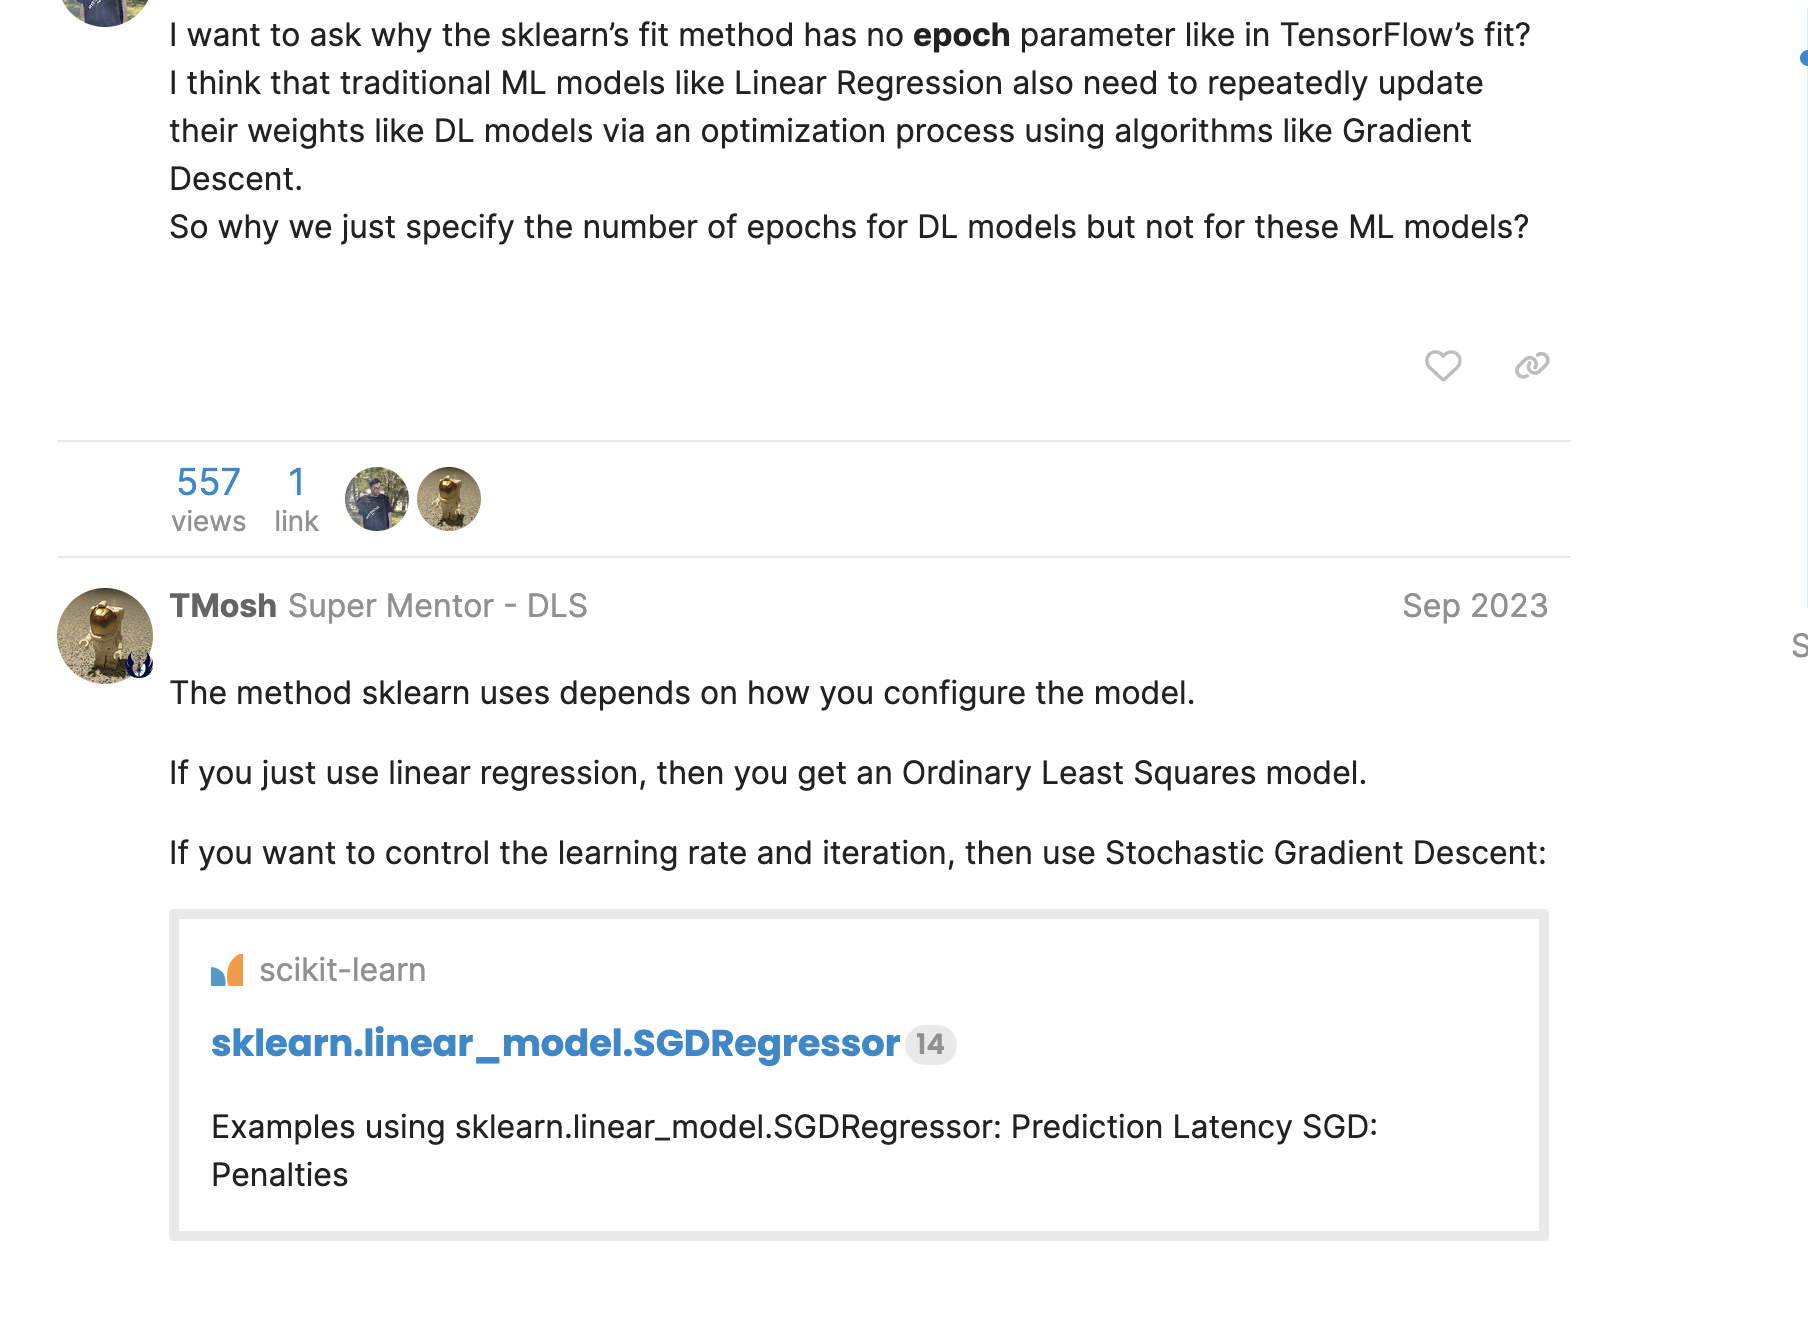 I want to ask why the sklearn’s fit method has no epoch parameter like in TensorFlow’s fit?
I think that traditional ML models like Linear Regression also need to repeatedly update
their weights like DL models via an optimization process using algorithms like Gradient
Descent.
So why we just specify the number of epochs for DL models but not for these ML models?
557 1
views link
TMosh Super Mentor - DLS Sep 2023
S
The method sklearn uses depends on how you configure the model.
If you just use linear regression, then you get an Ordinary Least Squares model.
If you want to control the learning rate and iteration, then use Stochastic Gradient Descent:
scikit-learn
sklearn.linear_model.SGDRegressor 14
Examples using sklearn.linear_model.SGDRegressor: Prediction Latency SGD:
Penalties